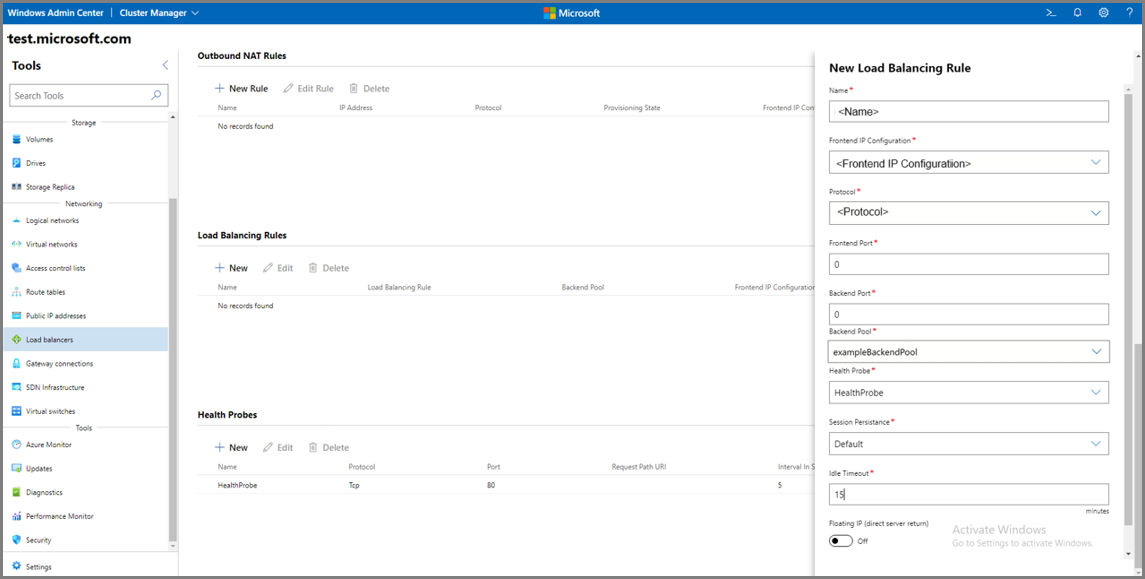 Windows Admin Center | Cluster Manager
Microsoft
test.microsoft.com
Tools
Search Tools
Storage
Volumes
Drives
Storage Replica
Networking
Logical networks
Virtual networks
Access control lists
Route tables
Public IP addresses
Load balancers
Gateway connections
SDN Infrastructure
Virtual switches
Tools
Azure Monitor
Updates
Diagnostics
Performance Monitor
Security
Settings
Outbound NAT Rules
New Rule Edit Rule Delete
Name IP Address Protocol Provisioning State Frontend IP Con
No records found
Load Balancing Rules
New Edit Delete
Name Load Balancing Rule Backend Pool Frontend IP Configuration
No records found
Health Probes
New Edit Delete
Name Protocol Port Request Path URI Interval In S
HealthProbe Tcp 80 5
New Load Balancing Rule
Name*
<Name>
Frontend IP Configuration*
<Frontend IP Configuratiion>
Protocol*
<Protocol>
Frontend Port*
0
Backend Port*
0
Backend Pool*
exampleBackendPool
Health Probe*
HealthProbe
Session Persistance*
Default
Idle Timeout*
15
minutes
Floating IP (direct server return)
Off
Activate Windows
Go to Settings to activate Windows.